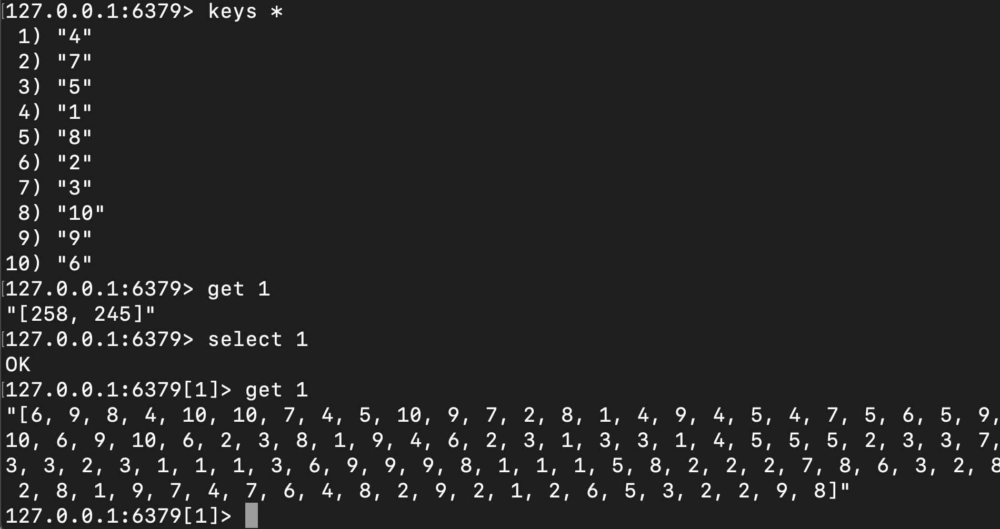 127.0.0.1:6379> keys *
1) "4"
2) "7"
3) "5"
4) "1"
5) "8"
6) "2"
7) "3"
8) "10"
9) "9"
10) "6"
127.0.0.1:6379> get 1
"[258, 245]"
127.0.0.1:6379> select 1
OK
127.0.0.1:6379[1]> get 1
"[6, 9, 8, 4, 10, 10, 7, 4, 5, 10, 9, 7, 2, 8, 1, 4, 9, 4, 5, 4, 7, 5, 6, 5, 9,
10, 6, 9, 10, 6, 2, 3, 8, 1, 9, 4, 6, 2, 3, 1, 3, 3, 1, 4, 5, 5, 5, 2, 3, 3, 7,
3, 3, 2, 3, 1, 1, 1, 3, 6, 9, 9, 9, 8, 1, 1, 1, 5, 8, 2, 2, 2, 7, 8, 6, 3, 2, 8
2, 8, 1, 9, 7, 4, 7, 6, 4, 8, 2, 9, 2, 1, 2, 6, 5, 3, 2, 2, 9, 8]"
127.0.0.1:6379[1]>